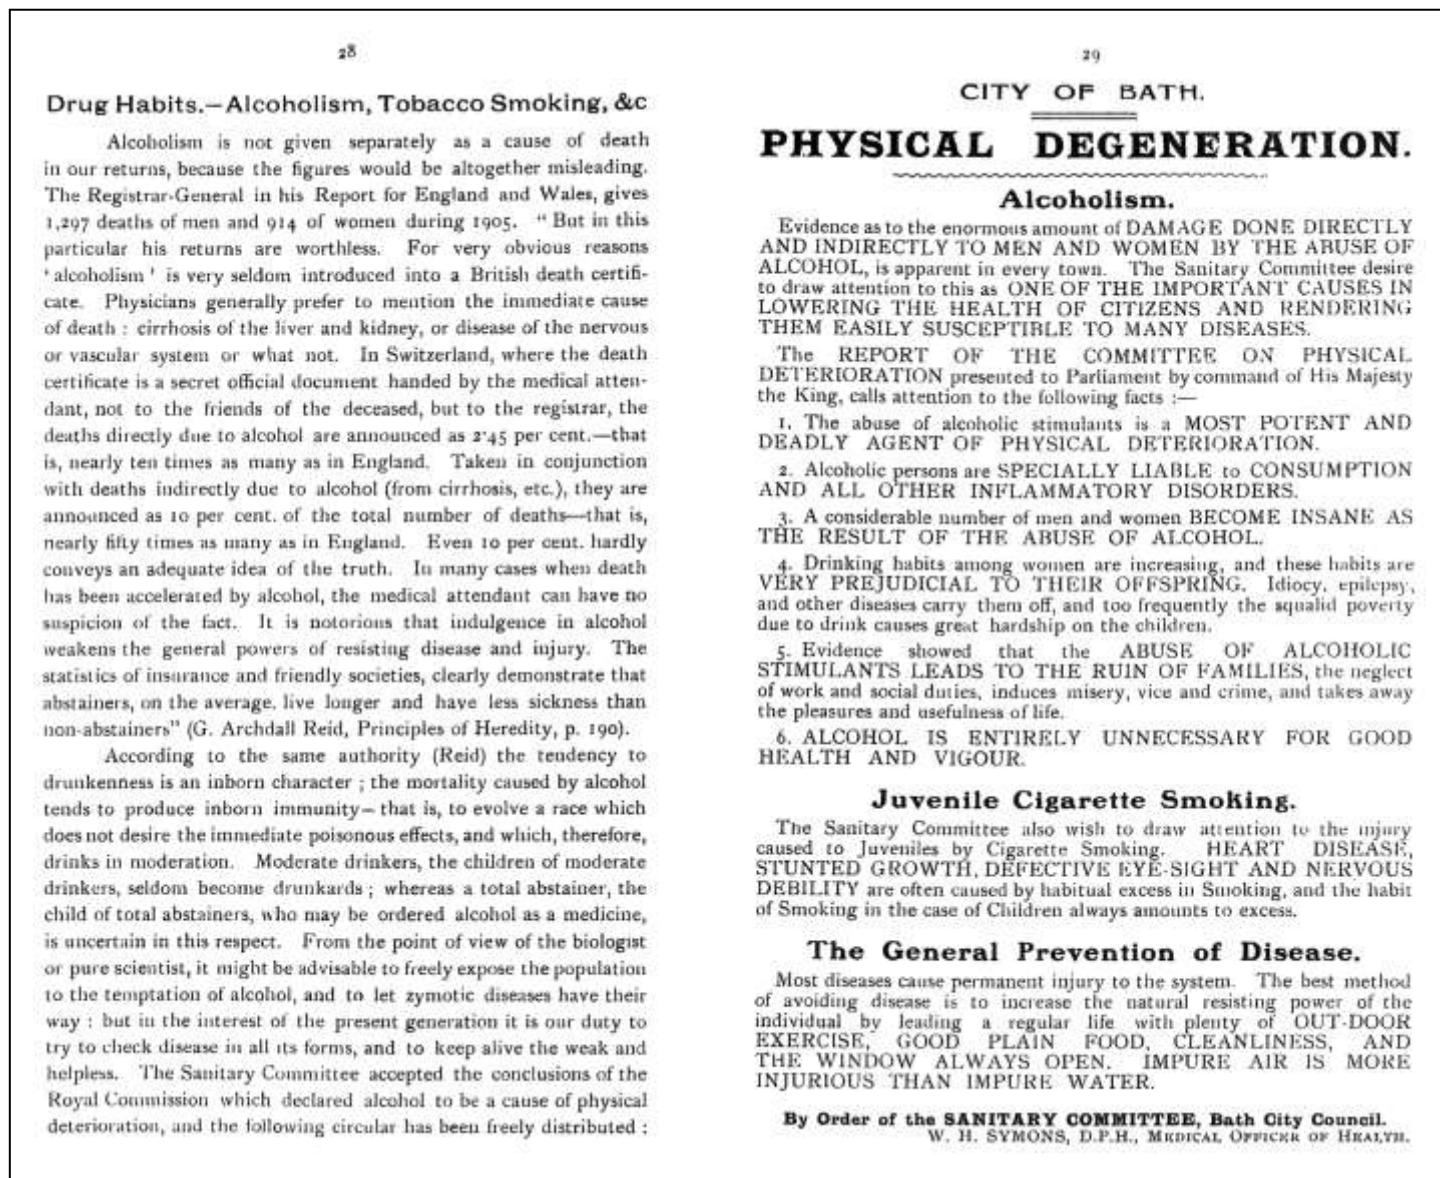 28
Drug Habits.—Alcoholism, Tobacco Smoking, &c
Alcoholism is not given separately as a cause of death
in our returns, because the figures would be altogether misleading.
The Registrar-General in his Report for England and Wales, gives
1,297 deaths of men and 914 of women during 1905. “ But in this
particular his returns are worthless. For very obvious reasons
‘ alcoholism ’ is very seldom introduced into a British death certifi-
cate. Physicians generally prefer to mention the immediate cause
of death : cirrhosis of the liver and kidney, or disease of the nervous
or vascular system or what not. In Switzerland, where the death
certificate is a secret official document handed by the medical atten-
dant, not to the friends of the deceased, but to the registrar, the
deaths directly due to alcohol are announced as 2·45 per cent.—that
is, nearly ten times as many as in England. Taken in conjunction
with deaths indirectly due to alcohol (from cirrhosis, etc.), they are
announced as 10 per cent. of the total number of deaths—that is,
nearly fifty times as many as in England. Even 10 per cent. hardly
conveys an adequate idea of the truth. In many cases when death
has been accelerated by alcohol, the medical attendant can have no
suspicion of the fact. It is notorious that indulgence in alcohol
weakens the general powers of resisting disease and injury. The
statistics of insurance and friendly societies, clearly demonstrate that
abstainers, on the average, live longer and have less sickness than
non-abstainers” (G. Archdall Reid, Principles of Heredity, p. 190).
According to the same authority (Reid) the tendency to
drunkenness is an inborn character ; the mortality caused by alcohol
tends to produce inborn immunity—that is, to evolve a race which
does not desire the immediate poisonous effects, and which, therefore,
drinks in moderation. Moderate drinkers, the children of moderate
drinkers, seldom become drunkards ; whereas a total abstainer, the
child of total abstainers, who may be ordered alcohol as a medicine,
is uncertain in this respect. From the point of view of the biologist
or pure scientist, it might be advisable to freely expose the population
to the temptation of alcohol, and to let zymotic diseases have their
way : but in the interest of the present generation it is our duty to
try to check disease in all its forms, and to keep alive the weak and
helpless. The Sanitary Committee accepted the conclusions of the
Royal Commission which declared alcohol to be a cause of physical
deterioration, and the following circular has been freely distributed :
29
CITY OF BATH.
PHYSICAL DEGENERATION.
Alcoholism.
Evidence as to the enormous amount of DAMAGE DONE DIRECTLY
AND INDIRECTLY TO MEN AND WOMEN BY THE ABUSE OF
ALCOHOL, is apparent in every town. The Sanitary Committee desire
to draw attention to this as ONE OF THE IMPORTANT CAUSES IN
LOWERING THE HEALTH OF CITIZENS AND RENDERING
THEM EASILY SUSCEPTIBLE TO MANY DISEASES.
The REPORT OF THE COMMITTEE ON PHYSICAL
DETERIORATION presented to Parliament by command of His Majesty
the King, calls attention to the following facts :—
1. The abuse of alcoholic stimulants is a MOST POTENT AND
DEADLY AGENT OF PHYSICAL DETERIORATION.
2. Alcoholic persons are SPECIALLY LIABLE to CONSUMPTION
AND ALL OTHER INFLAMMATORY DISORDERS.
3. A considerable number of men and women BECOME INSANE AS
THE RESULT OF THE ABUSE OF ALCOHOL.
4. Drinking habits among women are increasing, and these habits are
VERY PREJUDICIAL TO THEIR OFFSPRING. Idiocy, epilepsy,
and other diseases carry them off, and too frequently the squalid poverty
due to drink causes great hardship on the children.
5. Evidence showed that the ABUSE OF ALCOHOLIC
STIMULANTS LEADS TO THE RUIN OF FAMILIES, the neglect
of work and social duties, induces misery, vice and crime, and takes away
the pleasures and usefulness of life.
6. ALCOHOL IS ENTIRELY UNNECESSARY FOR GOOD
HEALTH AND VIGOUR.
Juvenile Cigarette Smoking.
The Sanitary Committee also wish to draw attention to the injury
caused to Juveniles by Cigarette Smoking. HEART DISEASE,
STUNTED GROWTH, DEFECTIVE EYE-SIGHT AND NERVOUS
DEBILITY are often caused by habitual excess in Smoking, and the habit
of Smoking in the case of Children always amounts to excess.
The General Prevention of Disease.
Most diseases cause permanent injury to the system. The best method
of avoiding disease is to increase the natural resisting power of the
individual by leading a regular life with plenty of OUT-DOOR
EXERCISE, GOOD PLAIN FOOD, CLEANLINESS, AND
THE WINDOW ALWAYS OPEN. IMPURE AIR IS MORE
INJURIOUS THAN IMPURE WATER.
By Order of the SANITARY COMMITTEE, Bath City Council.
W. H. SYMONS, D.P.H., MEDICAL OFFICER OF HEALTH.